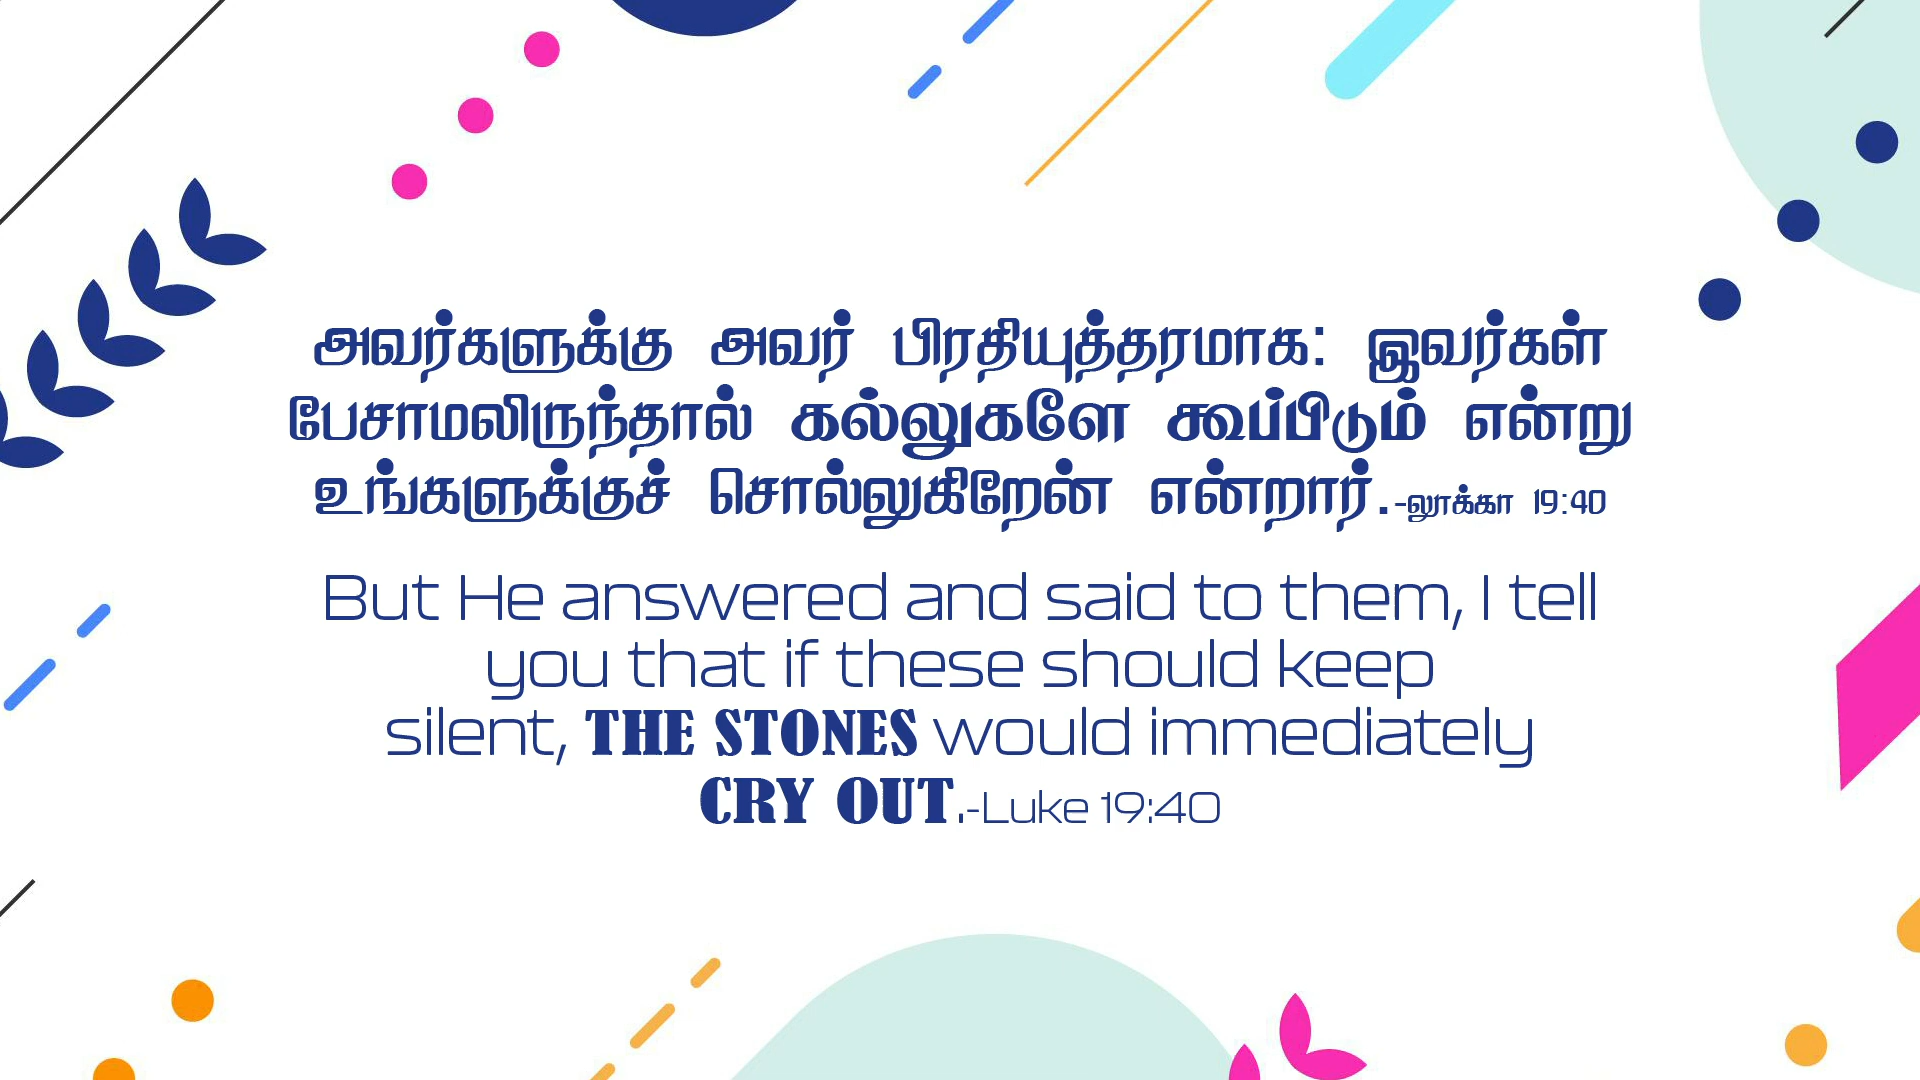 அவர்களுக்கு அவர் பிரதியுத்தரமாக: இவர்கள்
பேசாமலிருந்தால் கல்லுகளே கூப்பிடும் என்று
உங்களுக்குச் சொல்லுகிறேன் என்றார்.-லூக்கா 19:40
But He answered and said to them, I tell
you that if these should keep
silent, THE STONES would immediately
CRY OUT.-Luke 19:40